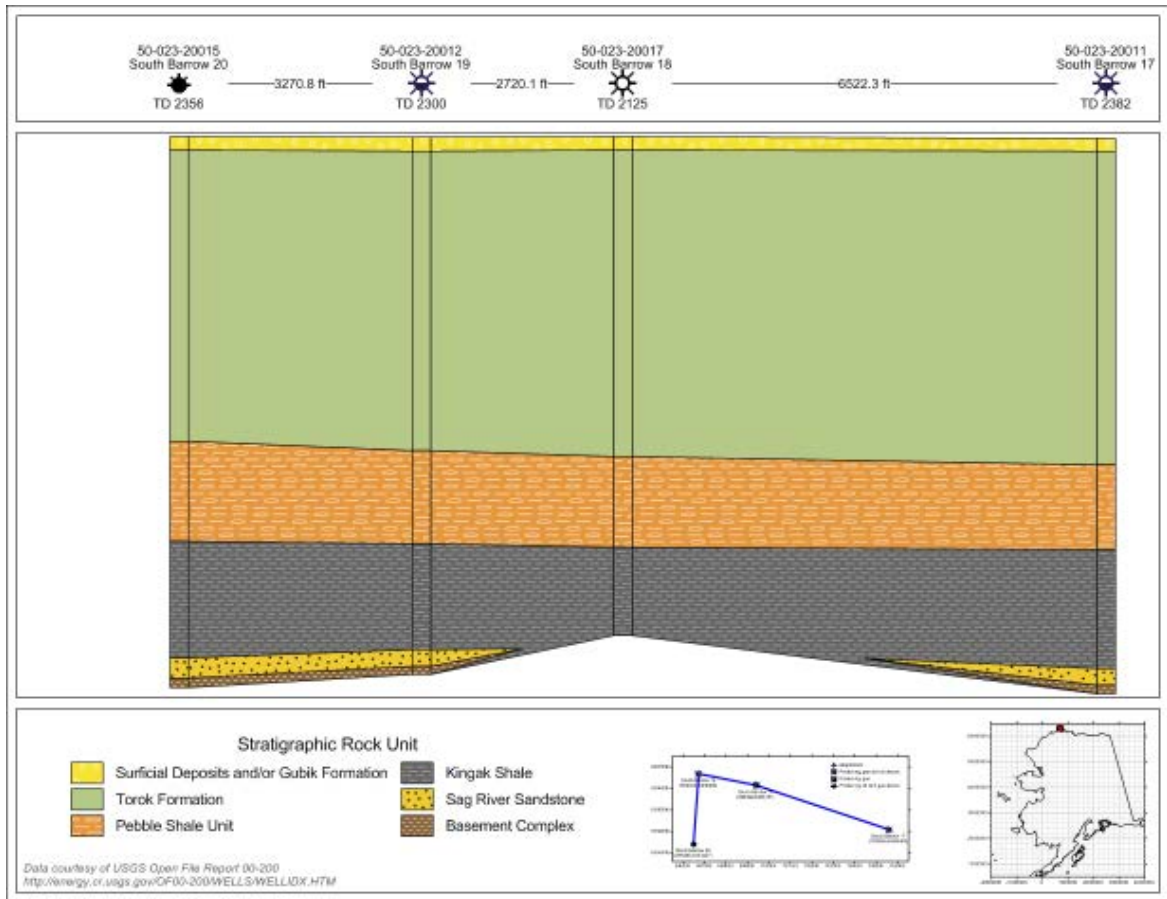 50-023-20015
South Barrow 20
TD 2356
3270.8 ft
50-023-20012
South Barrow 19
TD 2300
2720.1 ft
50-023-20017
South Barrow 18
TD 2125
6522.3 ft
50-023-20011
South Barrow 17
TD 2382
Stratigraphic Rock Unit
Surficial Deposits and/or Gubik Formation
Torok Formation
Pebble Shale Unit
Kingak Shale
Sag River Sandstone
Basement Complex
Data courtesy of USGS Open File Report 00-200
http://energy.cr.usgs.gov/OF00-200/WELLS/WELLIDX.HTM